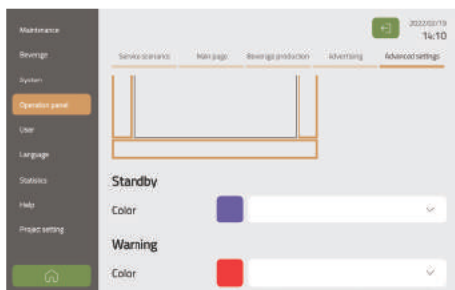 Maintenance
2022/02/19
14:10
Beverage
Service scenarios
Main page
Beverage production
Advertising
Advanced settings
System
Operation panel
User
Language
Statistics
Help
Project setting
Standby
Color
Warning
Color